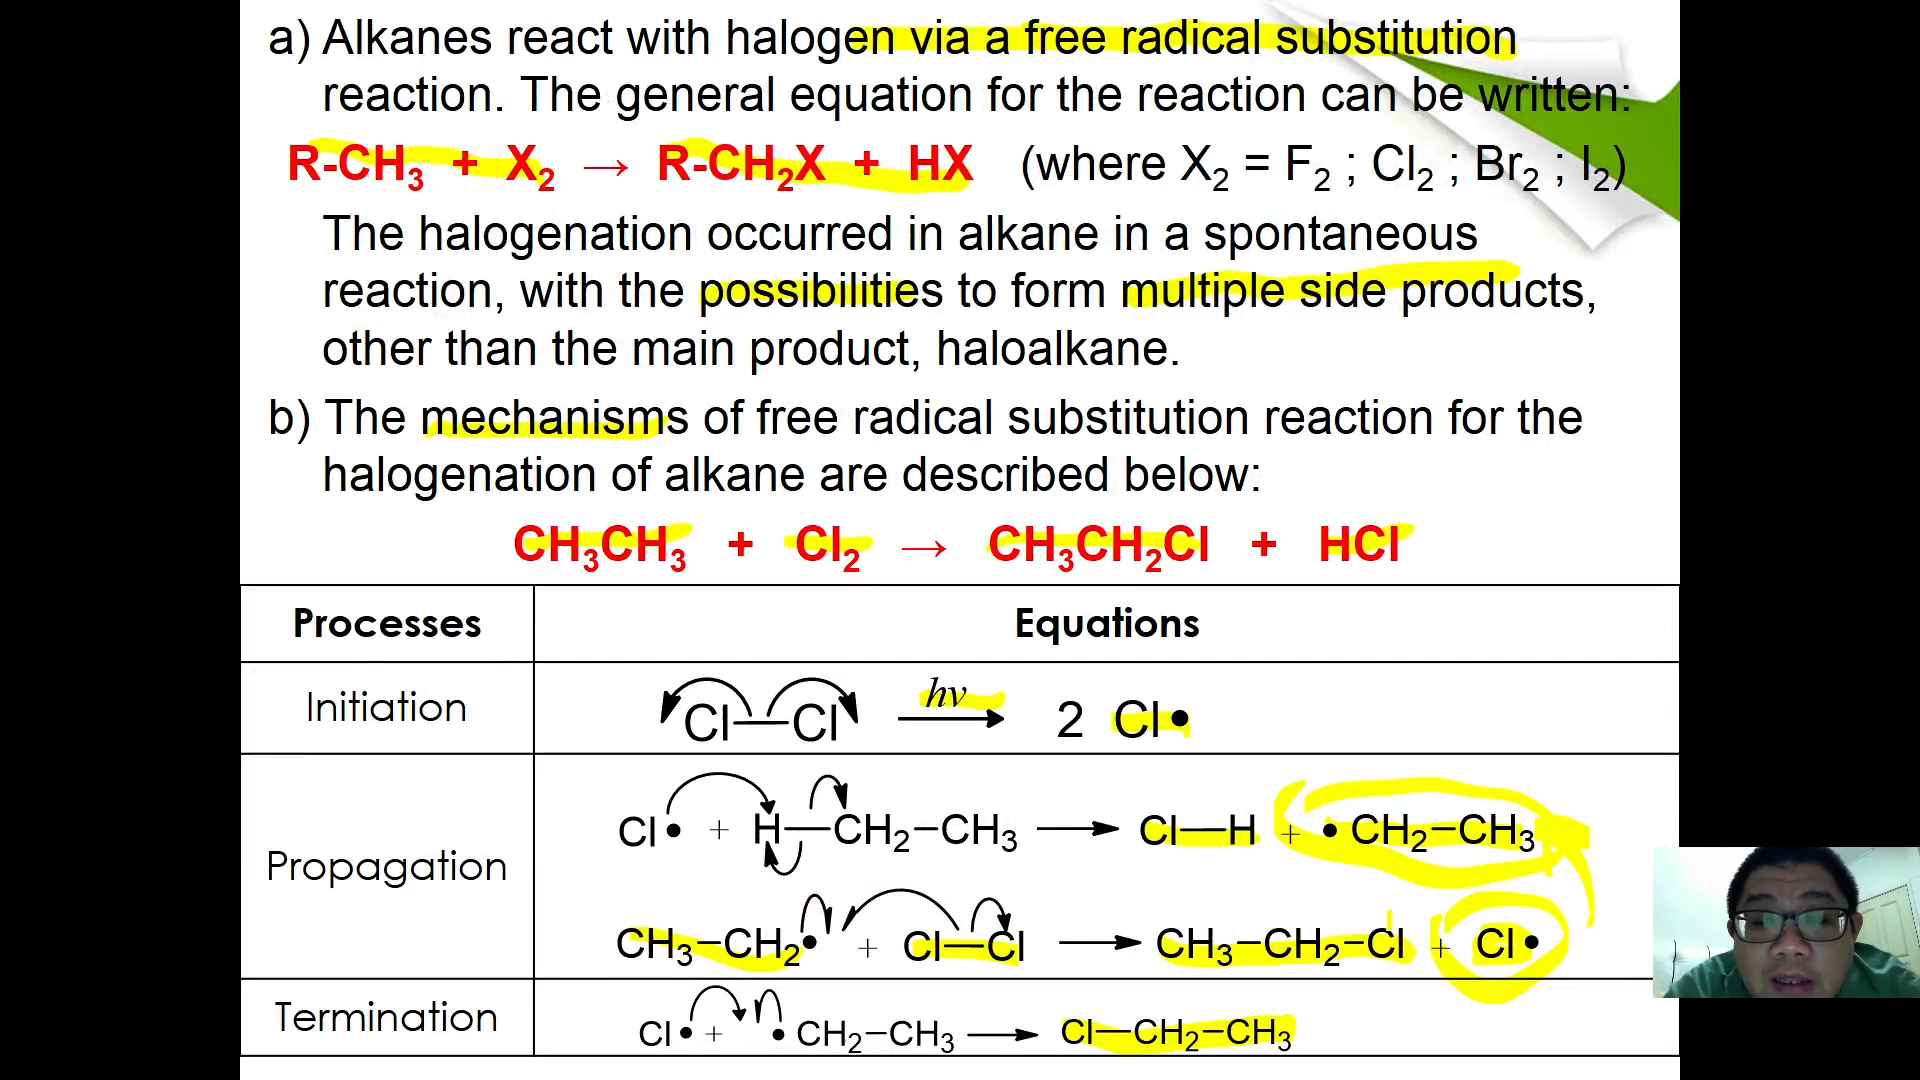 a) Alkanes react with halogen via a free radical substitution
reaction. The general equation for the reaction can be written:
R-CH₃ + X₂ → R-CH₂X + HX (where X₂ = F₂ ; Cl₂ ; Br₂ ; I₂)
The halogenation occurred in alkane in a spontaneous
reaction, with the possibilities to form multiple side products,
other than the main product, haloalkane.
b) The mechanisms of free radical substitution reaction for the
halogenation of alkane are described below:
CH₃CH₃ + Cl₂ → CH₃CH₂Cl + HCl
Processes Equations
Initiation Cl—Cl hv → 2 Cl•
Propagation
Cl• + H—CH₂–CH₃ → Cl—H + •CH₂–CH₃
CH₃–CH₂• + Cl—Cl → CH₃–CH₂–Cl + Cl•
Termination Cl• + •CH₂–CH₃ → Cl—CH₂–CH₃